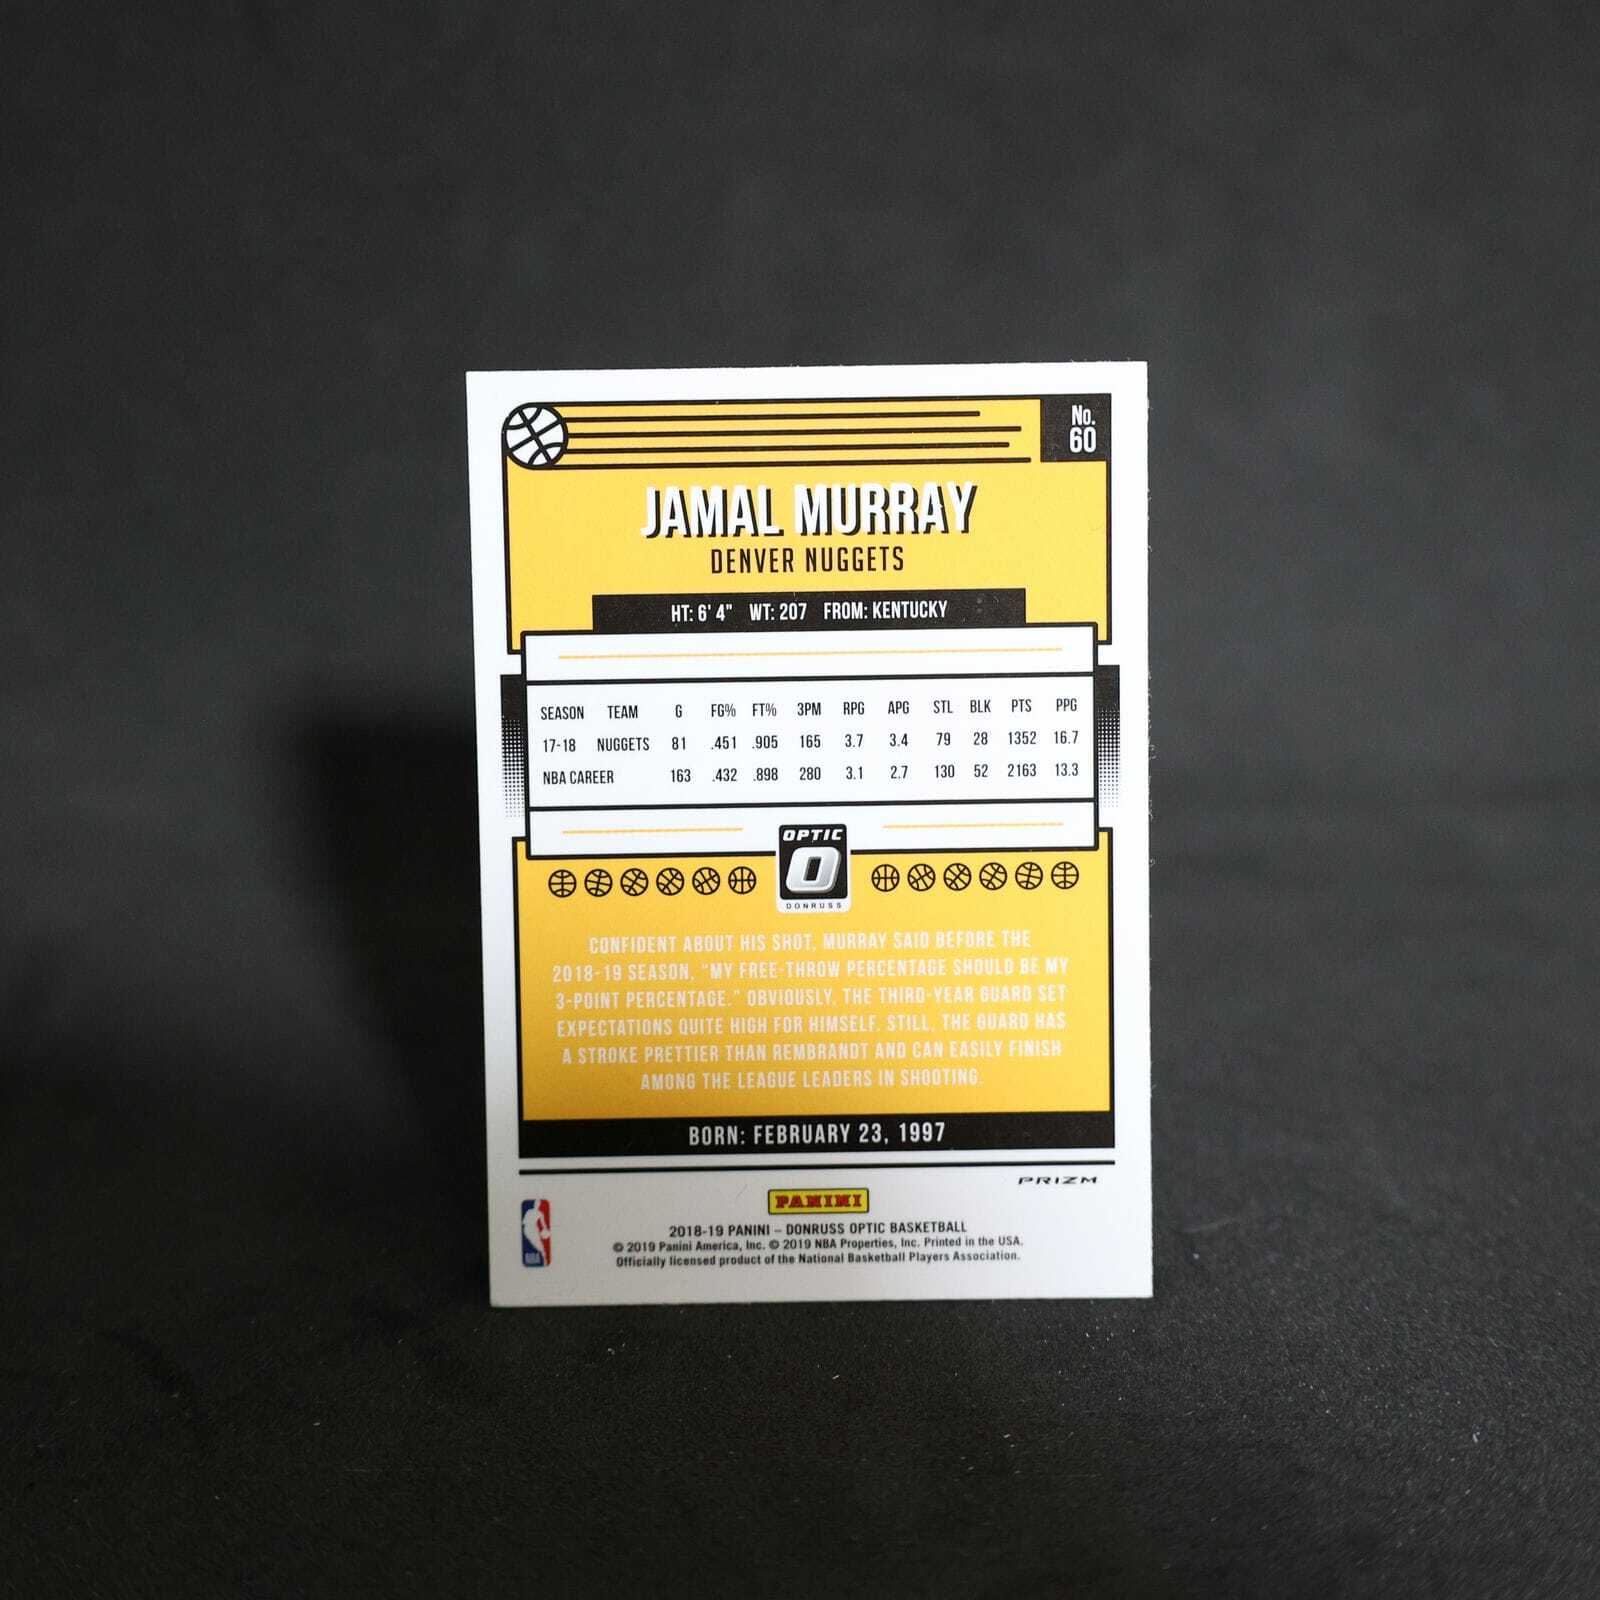 No.
60
JAMAL MURRAY
DENVER NUGGETS
HT: 6' 4" WT: 207 FROM: KENTUCKY
SEASON TEAM G FG% FT% 3PM RPG APG STL BLK PTS PPG
17-18 NUGGETS 81 .451 .905 165 3.7 3.4 79 28 1352 16.7
NBA CAREER 163 .432 .898 280 3.1 2.7 130 52 2163 13.3
OPTIC
O
DONRUSS
CONFIDENT ABOUT HIS SHOT, MURRAY SAID BEFORE THE
2018-19 SEASON, "MY FREE-THROW PERCENTAGE SHOULD BE MY
3-POINT PERCENTAGE." OBVIOUSLY, THE THIRD-YEAR GUARD SET
EXPECTATIONS QUITE HIGH FOR HIMSELF. STILL, THE GUARD HAS
A STROKE PRETTIER THAN REMBRANDT AND CAN EASILY FINISH
AMONG THE LEAGUE LEADERS IN SHOOTING.
BORN: FEBRUARY 23, 1997
PRIZM
PANINI
NBA
2018-19 PANINI – DONRUSS OPTIC BASKETBALL
© 2019 Panini America, Inc. © 2019 NBA Properties, Inc. Printed in the USA.
Officially licensed product of the National Basketball Players Association.